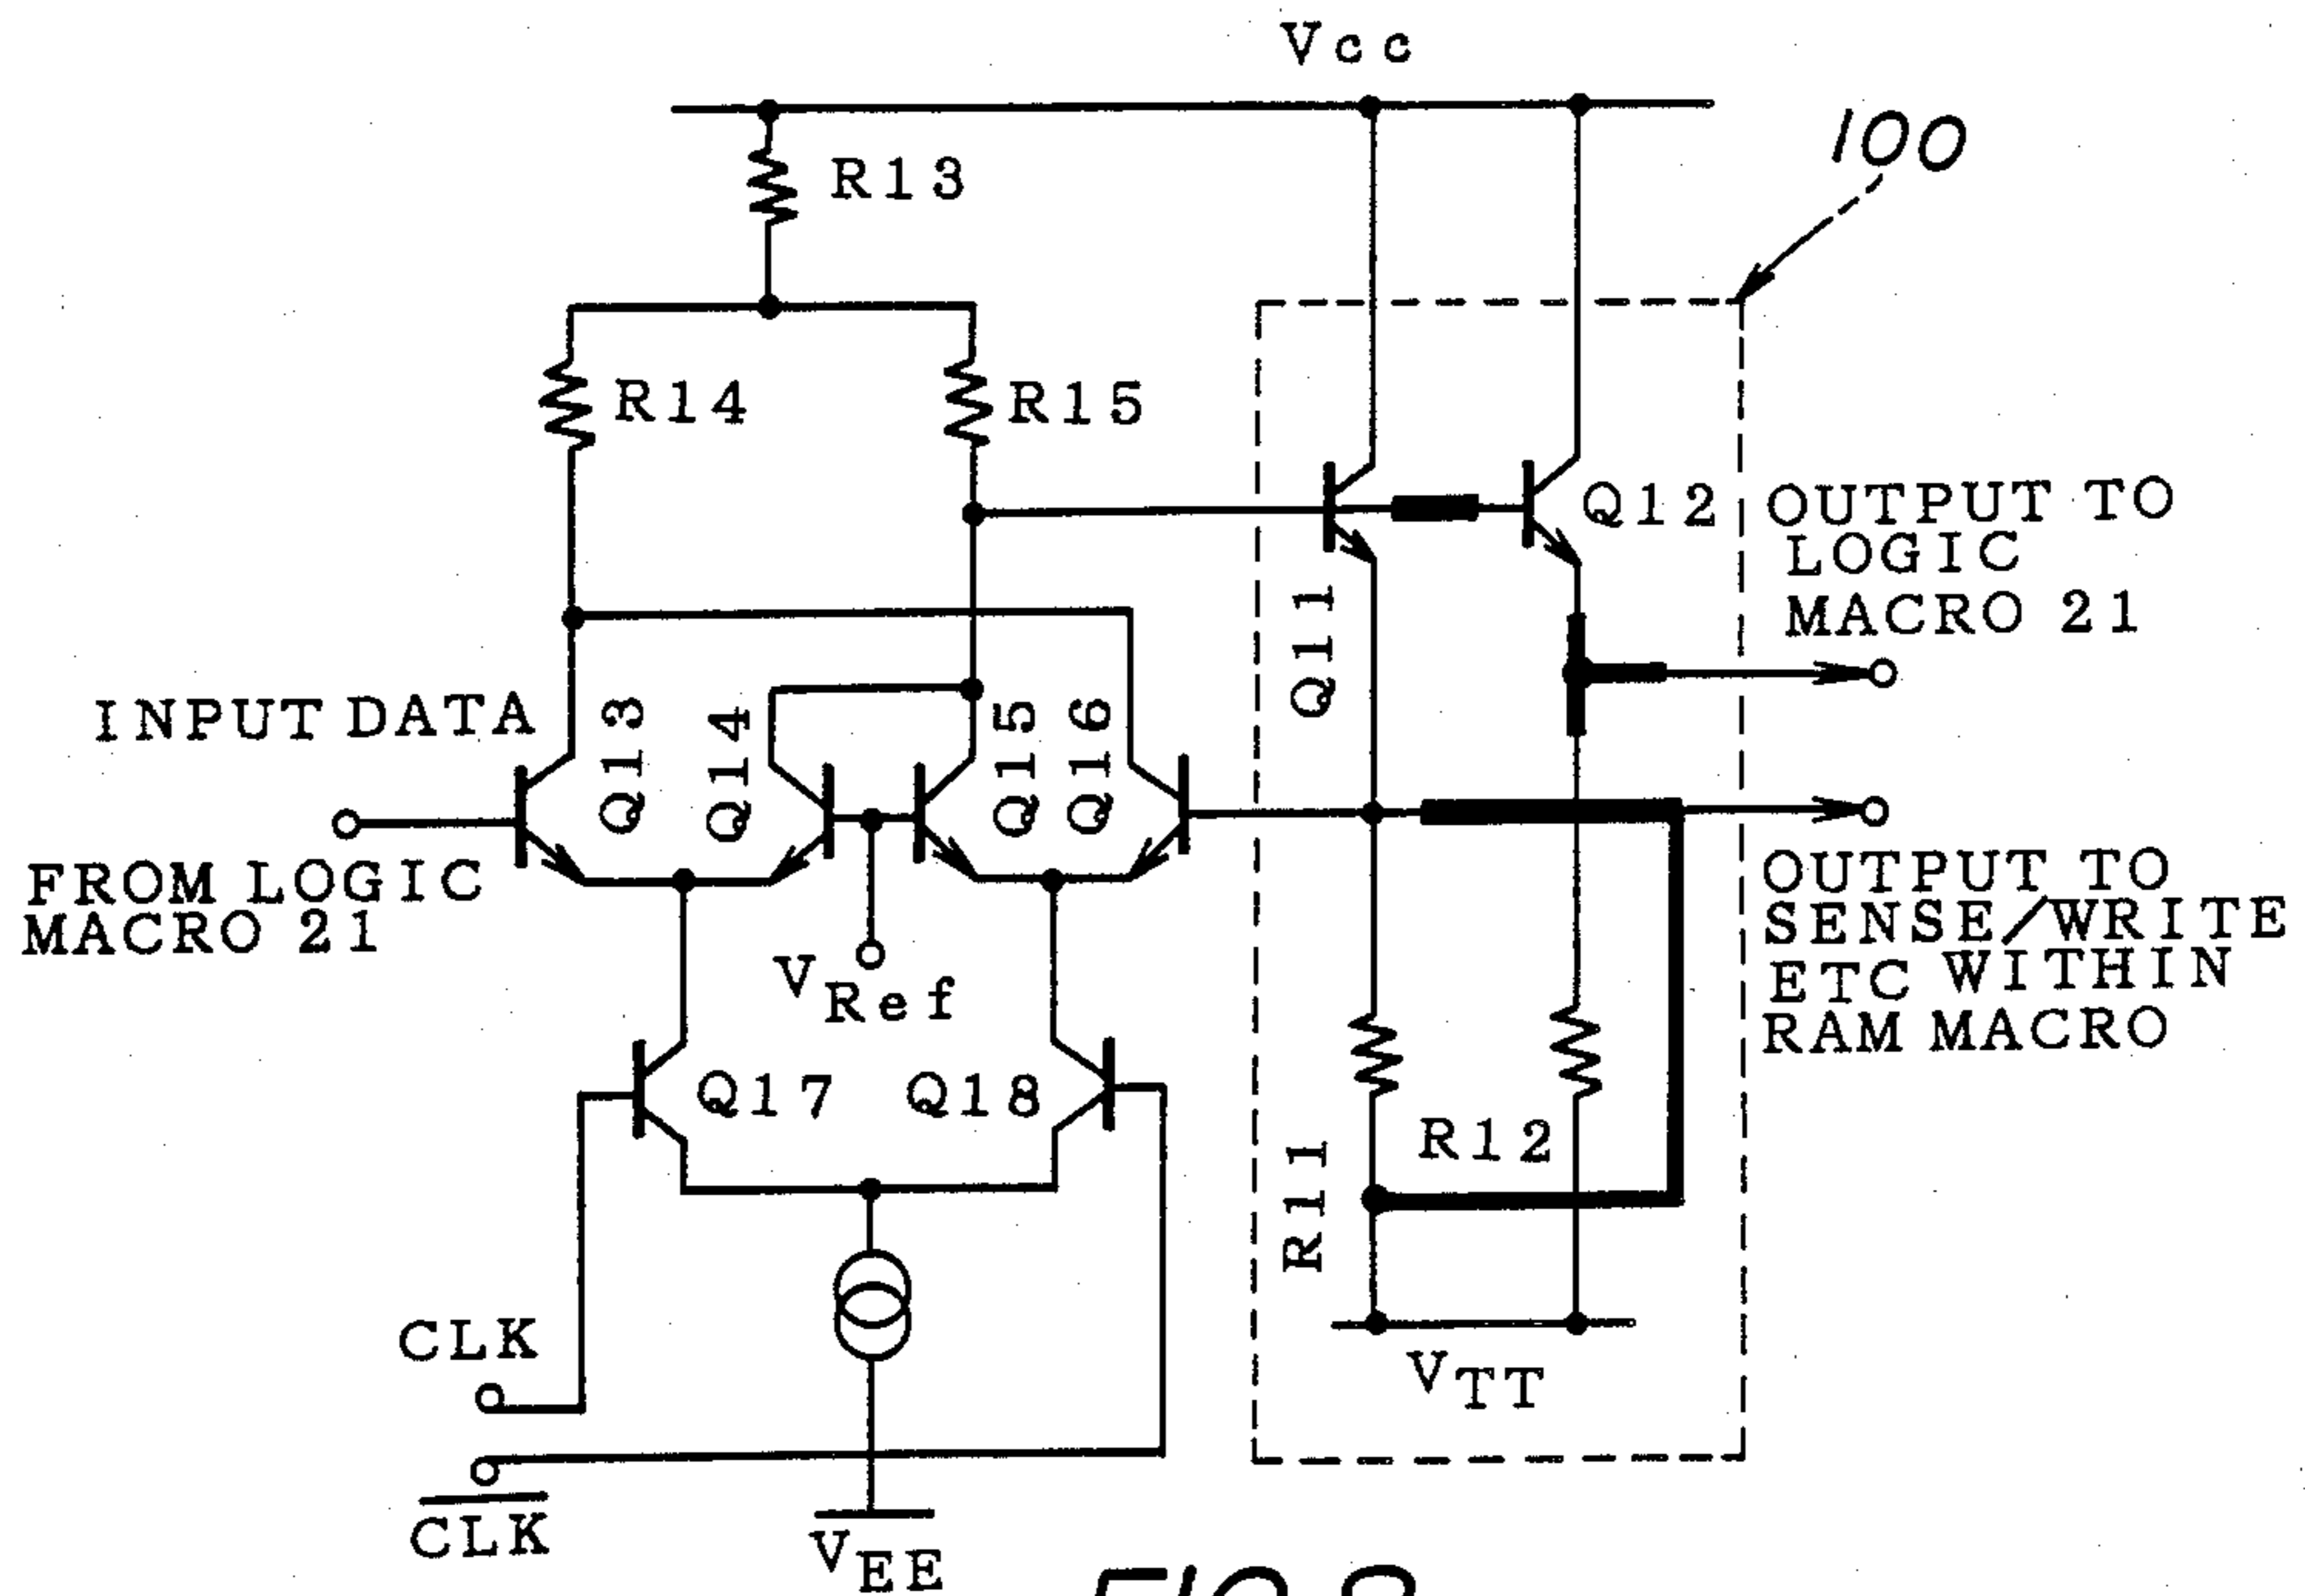 Vcc
100
R13
R14
R15
Q12
OUTPUT TO
LOGIC
MACRO 21
Q11
INPUT DATA
Q13
Q14
Q15
Q16
FROM LOGIC
MACRO 21
VRef
OUTPUT TO
SENSE/WRITE
ETC WITHIN
RAM MACRO
Q17
Q18
R12
R11
CLK
VTT
CLK
VEE